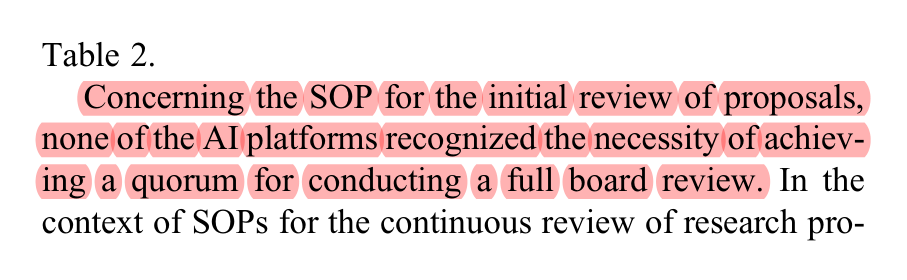 Table 2.
Concerning the SOP for the initial review of proposals,
none of the AI platforms recognized the necessity of achiev-
ing a quorum for conducting a full board review. In the
context of SOPs for the continuous review of research pro-